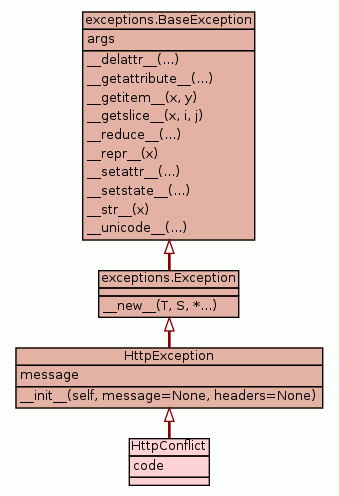 exceptions.BaseException
args
__delattr__(...)
__getattribute__(...)
__getitem__(x, y)
__getslice__(x, i, j)
__reduce__(...)
__repr__(x)
__setattr__(...)
__setstate__(...)
__str__(x)
__unicode__(...)
exceptions.Exception
__new__(T, S, *...)
HttpException
message
__init__(self, message=None, headers=None)
HttpConflict
code